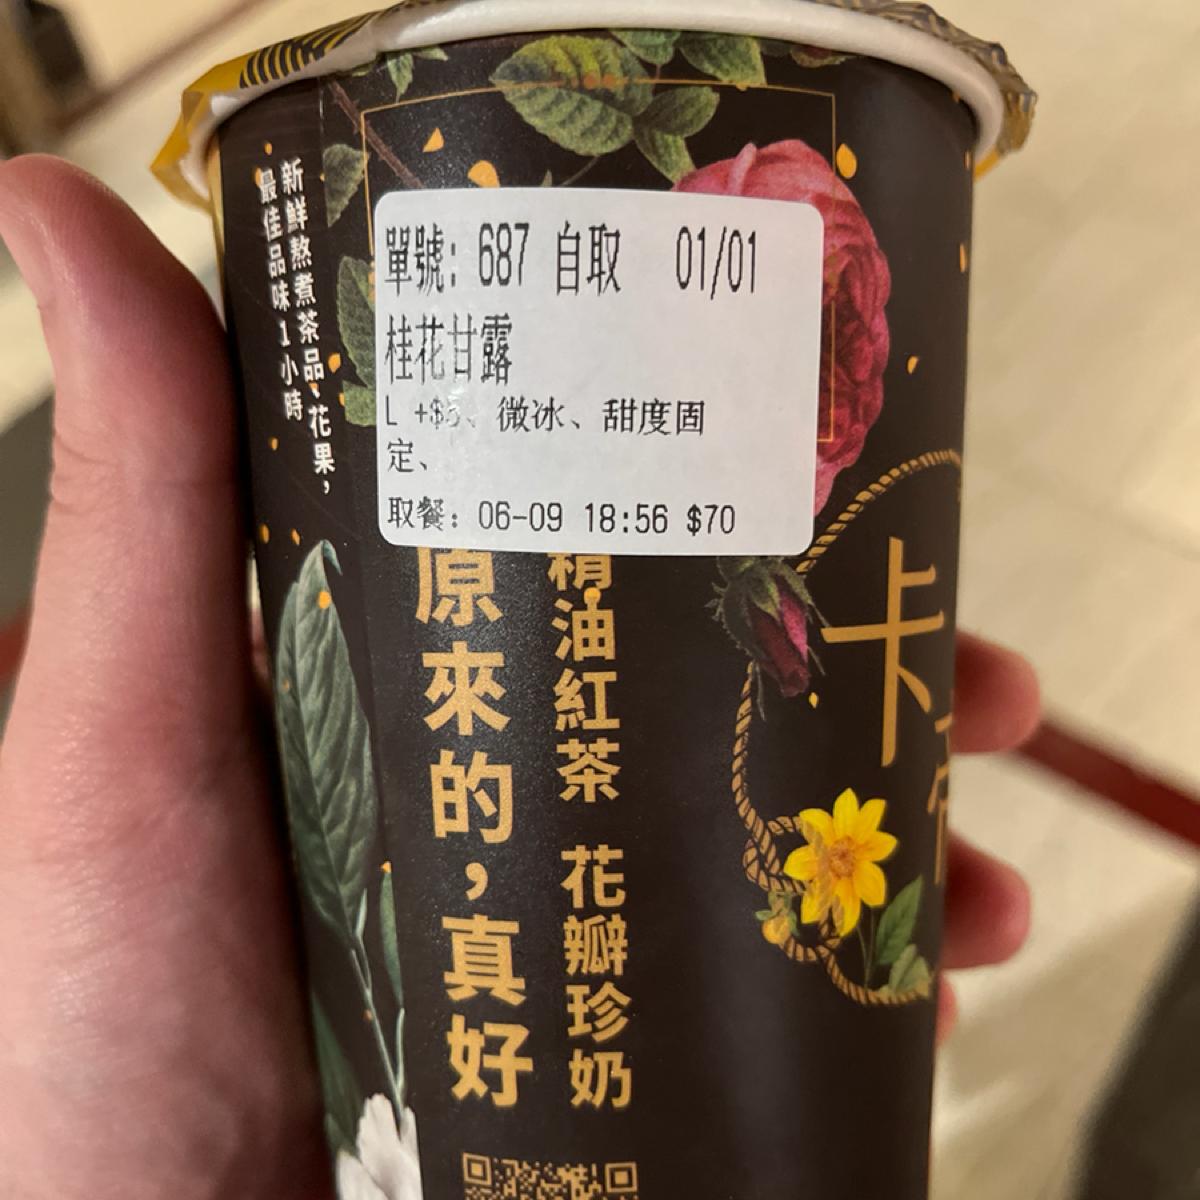 新鮮熬煮茶品、花果，
最佳品味1小時
單號: 687 自取 01/01
桂花甘露
L +$5、微冰、甜度固
定、
取餐: 06-09 18:56 $70
精油紅茶 花瓣珍奶
原來的，真好
卡